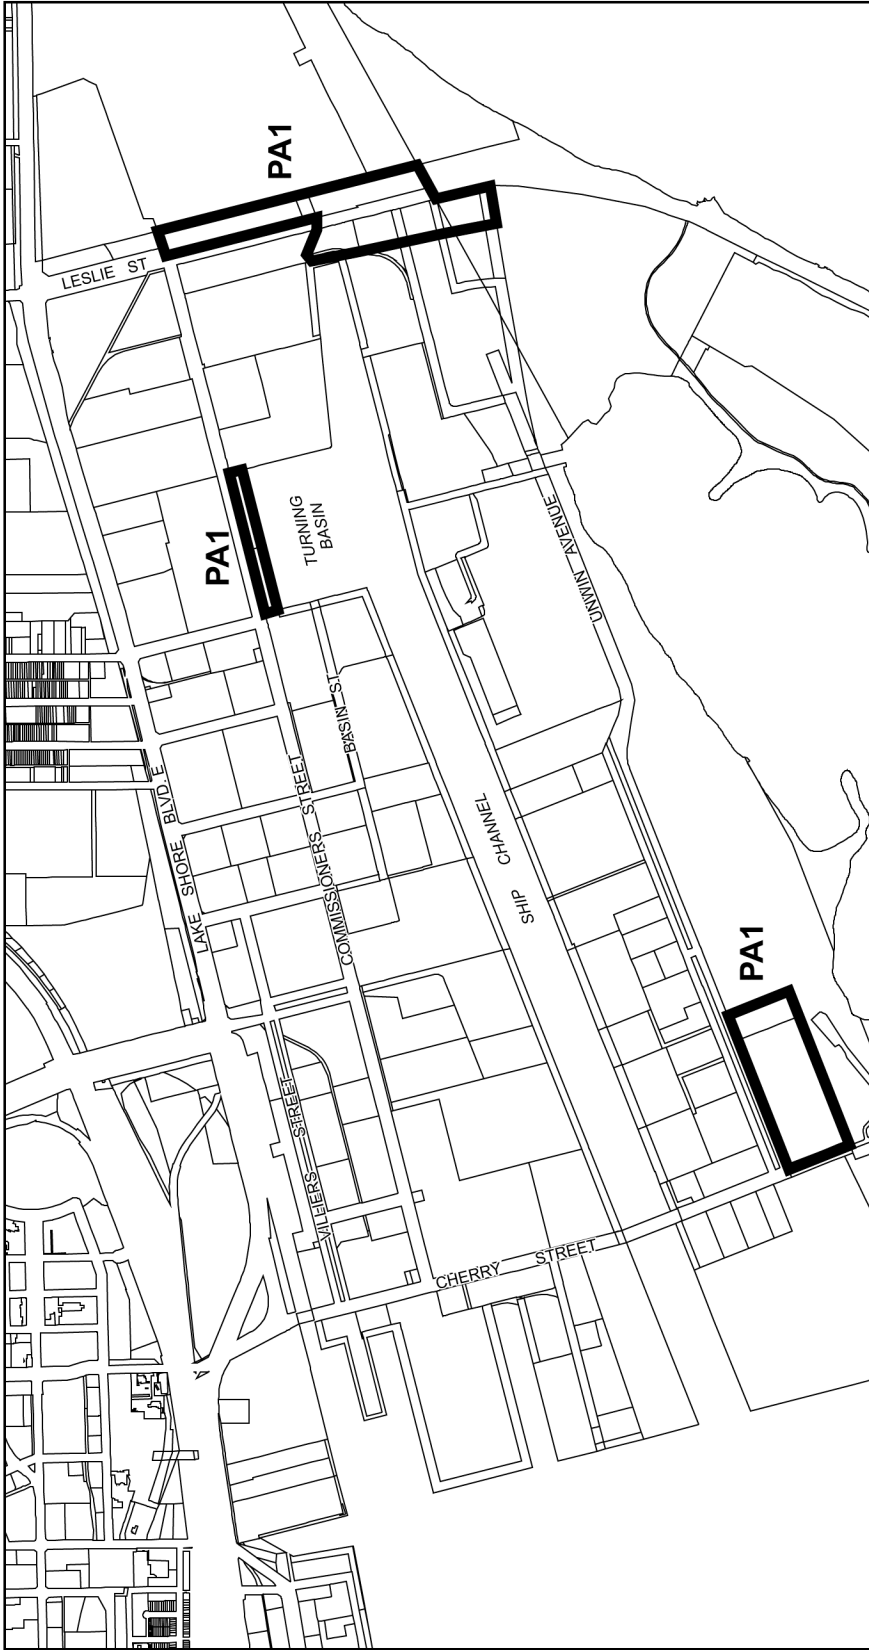 PA1
LESLIE ST
PA1
TURNING
BASIN
UNWIN AVENUE
BASIN ST
LAKE SHORE BLVD. E
COMMISSIONERS STREET
SHIP CHANNEL
PA1
VILLIERS STREET
CHERRY STREET